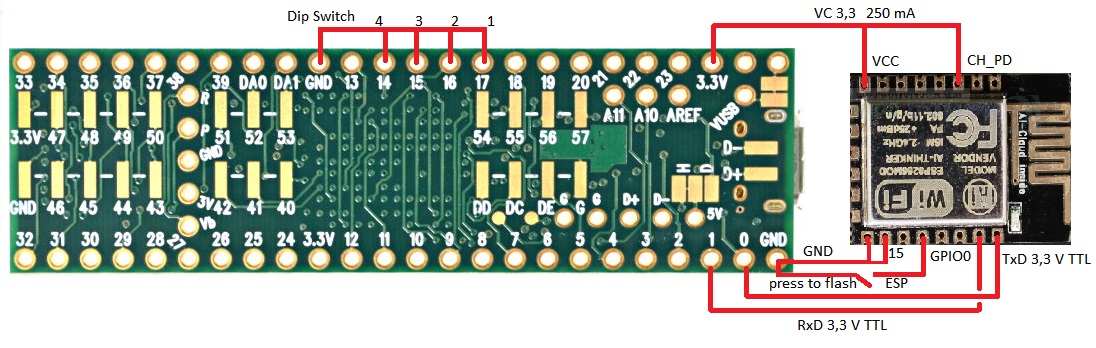 Dip Switch 4 3 2 1
VC 3,3 250 mA
VCC
CH_PD
33 34 35 36 37 38 39 DA0 DA1 GND 13 14 15 16 17 18 19 20 21 22 23 3.3V
R
A11 A10 AREF VUSB
3.3V 47 48 49 50 P 51 52 53 54 55 56 57
GND
D-
D+
H D
GND 46 45 44 43 3V 42 41 40 DD DC DE G G G D+ D- 5V
Vb
32 31 30 29 28 27 26 25 24 3.3V 12 11 10 9 8 7 6 5 4 3 2 1 0 GND
PA +25dBm
802.11b/g/n
ISM 2.4GHz
FC
AI-THINKER
VENDOR
ESP8266MOD
MODEL
WiFi
AI-Cloud inside
GND 15 GPIO0 TxD 3,3 V TTL
press to flash ESP
RxD 3,3 V TTL